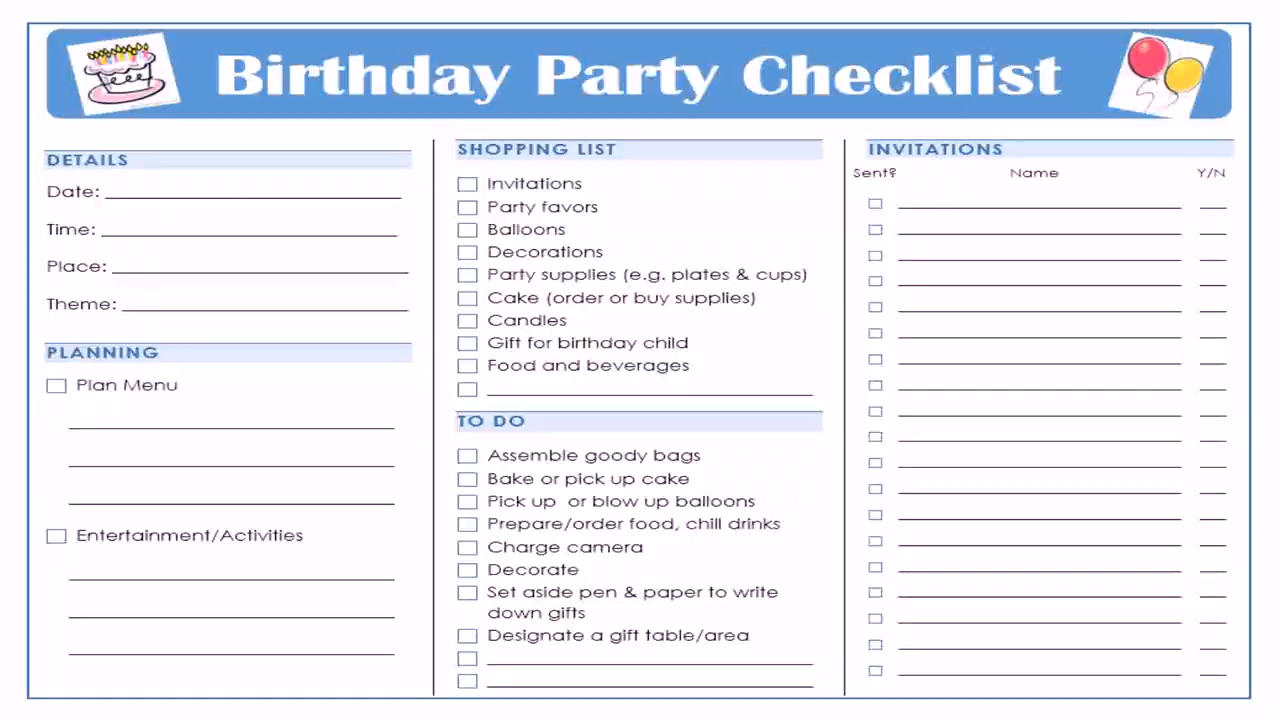 Birthday Party Checklist
DETAILS
Date:
Time:
Place:
Theme:
PLANNING
Plan Menu
Entertainment/Activities
SHOPPING LIST
Invitations
Party favors
Balloons
Decorations
Party supplies (e.g. plates & cups)
Cake (order or buy supplies)
Candles
Gift for birthday child
Food and beverages
TO DO
Assemble goody bags
Bake or pick up cake
Pick up  or blow up balloons
Prepare/order food, chill drinks
Charge camera
Decorate
Set aside pen & paper to write
down gifts
Designate a gift table/area
INVITATIONS
Sent? Name Y/N